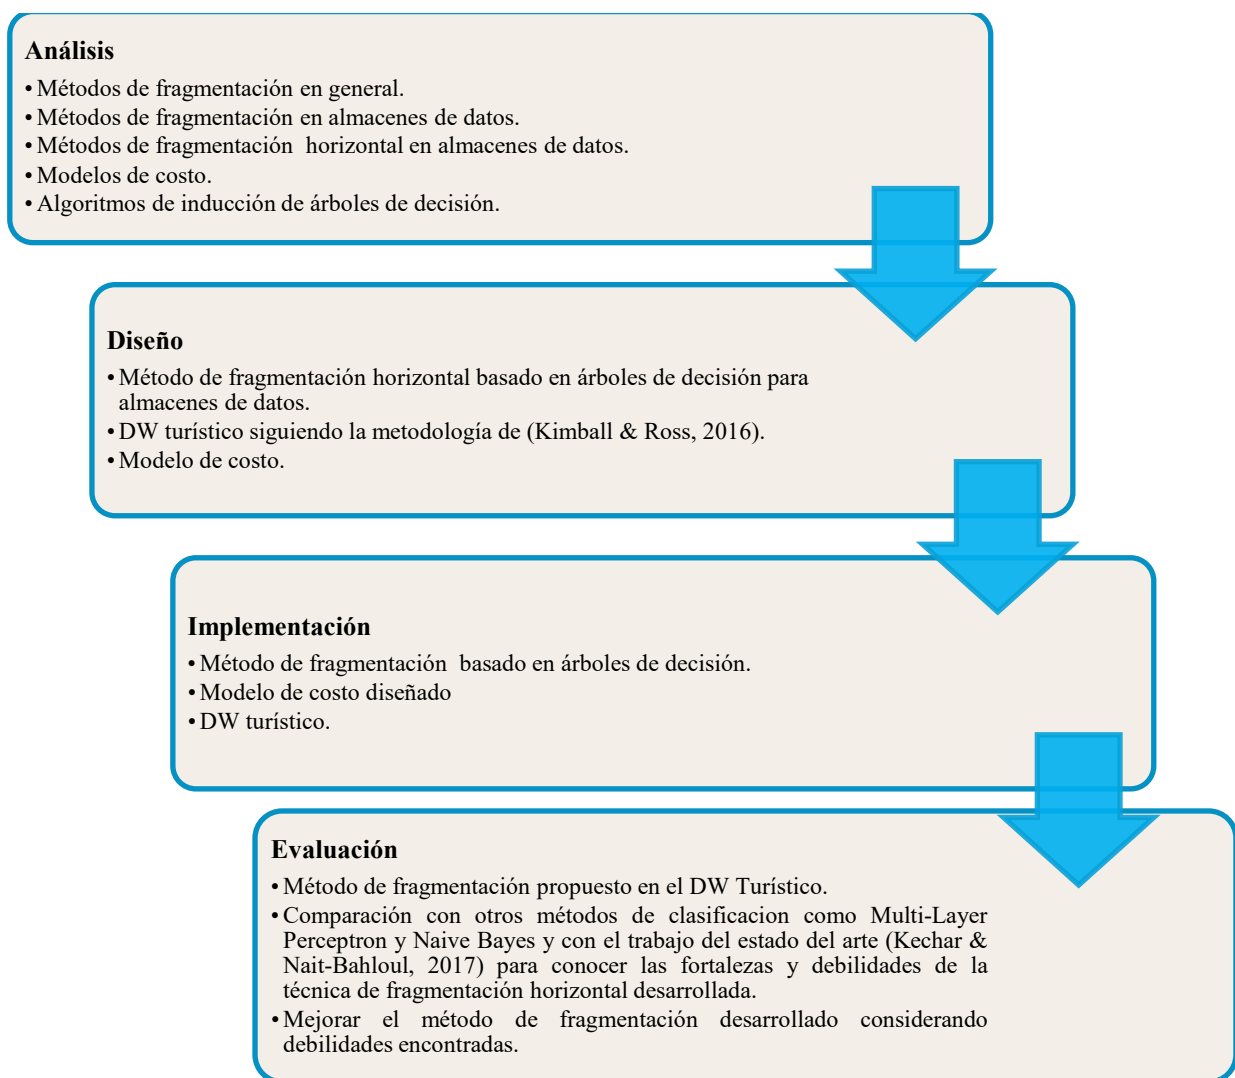 Análisis
• Métodos de fragmentación en general.
• Métodos de fragmentación en almacenes de datos.
• Métodos de fragmentación horizontal en almacenes de datos.
• Modelos de costo.
• Algoritmos de inducción de árboles de decisión.
Diseño
• Método de fragmentación horizontal basado en árboles de decisión para
almacenes de datos.
• DW turístico siguiendo la metodología de (Kimball & Ross, 2016).
• Modelo de costo.
Implementación
• Método de fragmentación basado en árboles de decisión.
• Modelo de costo diseñado
• DW turístico.
Evaluación
• Método de fragmentación propuesto en el DW Turístico.
• Comparación con otros métodos de clasificacion como Multi-Layer
Perceptron y Naive Bayes y con el trabajo del estado del arte (Kechar &
Nait-Bahloul, 2017) para conocer las fortalezas y debilidades de la
técnica de fragmentación horizontal desarrollada.
• Mejorar el método de fragmentación desarrollado considerando
debilidades encontradas.